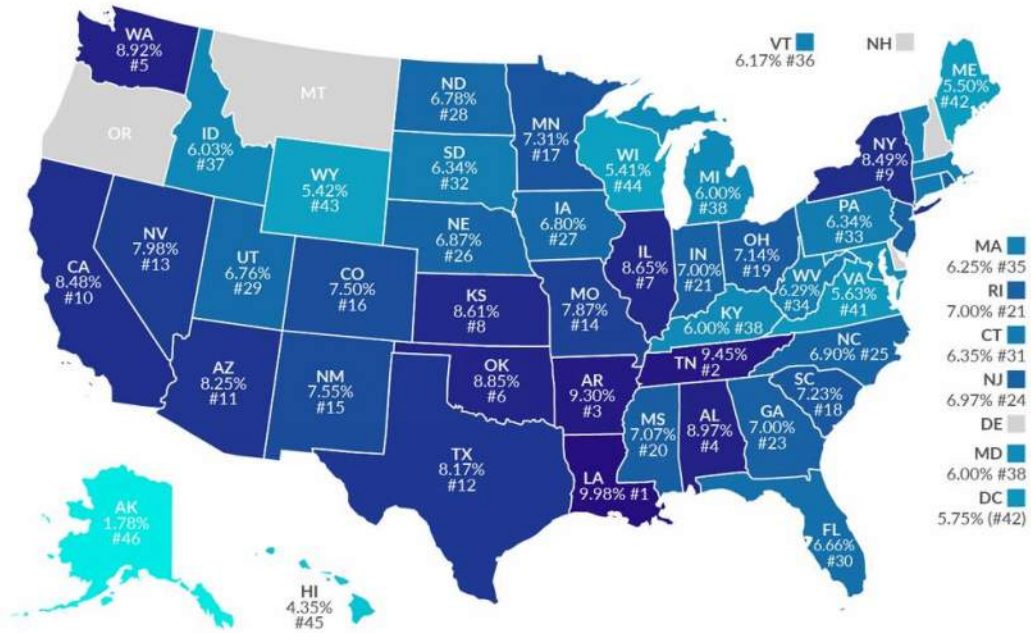 WA
8.92%
#5
OR
CA
8.48%
#10
NV
7.98%
#13
ID
6.03%
#37
MT
WY
5.42%
#43
UT
6.76%
#29
CO
7.50%
#16
AZ
8.25%
#11
NM
7.55%
#15
ND
6.78%
#28
SD
6.34%
#32
NE
6.87%
#26
KS
8.61%
#8
OK
8.85%
#6
TX
8.17%
#12
MN
7.31%
#17
IA
6.80%
#27
MO
7.87%
#14
AR
9.30%
#3
LA
9.98% #1
WI
5.41%
#44
IL
8.65%
#7
MI
6.00%
#38
IN
7.00%
#21
OH
7.14%
#19
KY
6.00% #38
TN 9.45%
#2
MS
7.07%
#20
AL
8.97%
#4
GA
7.00%
#23
FL
6.66%
#30
SC
7.23%
#18
NC
6.90% #25
WV
6.29%
#34
VA
5.63%
#41
PA
6.34%
#33
NY
8.49%
#9
VT
6.17% #36
NH
ME
5.50%
#42
MA
6.25% #35
RI
7.00% #21
CT
6.35% #31
NJ
6.97% #24
DE
MD
6.00% #38
DC
5.75% (#42)
AK
1.78%
#46
HI
4.35%
#45